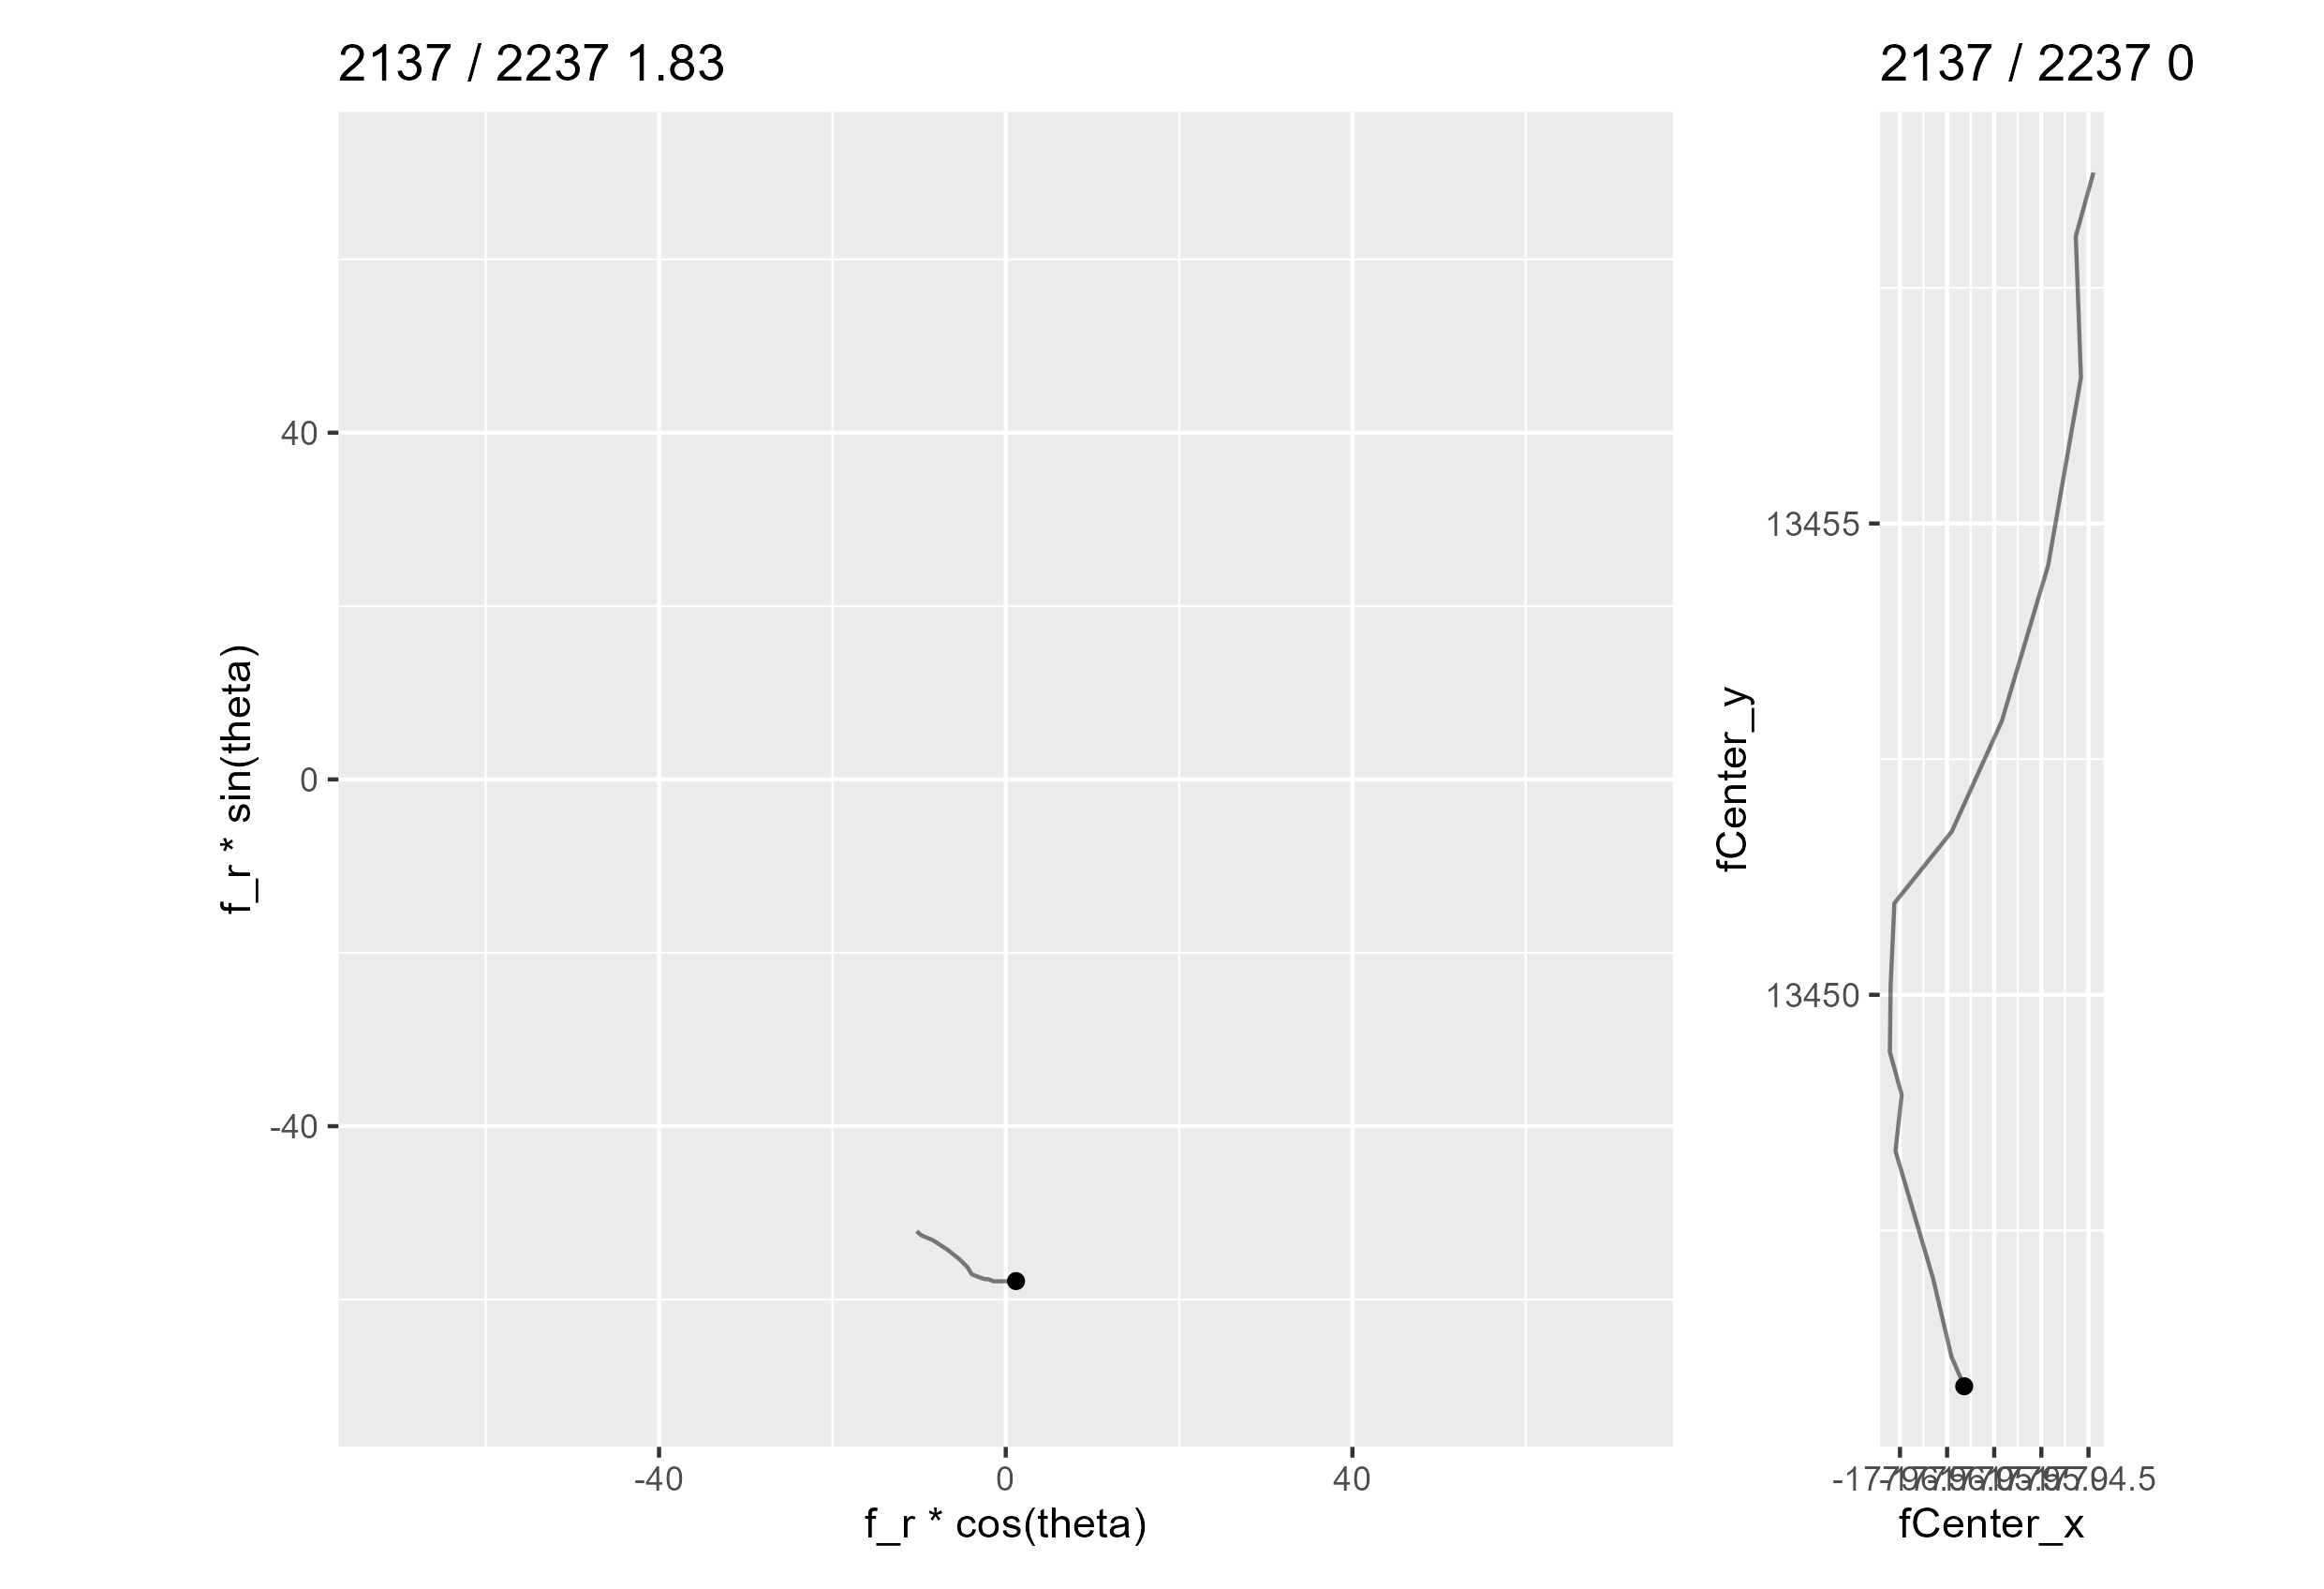 2137 / 2237 1.83
40
0
-40
f_r * sin(theta)
-40
0
40
f_r * cos(theta)
2137 / 2237 0
13455
13450
fCenter_y
fCenter_x